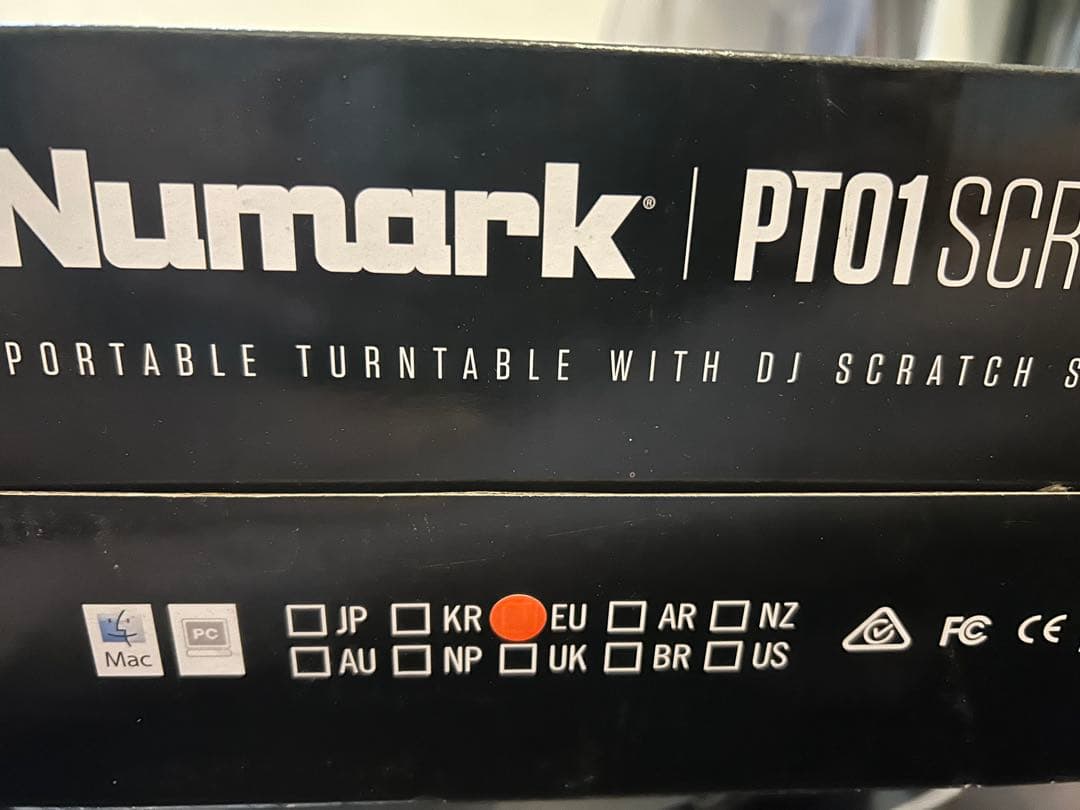 Numark® | PT01 SCR
PORTABLE TURNTABLE WITH DJ SCRATCH S
Mac PC JP KR EU AR NZ FC CE
AU NP UK BR US